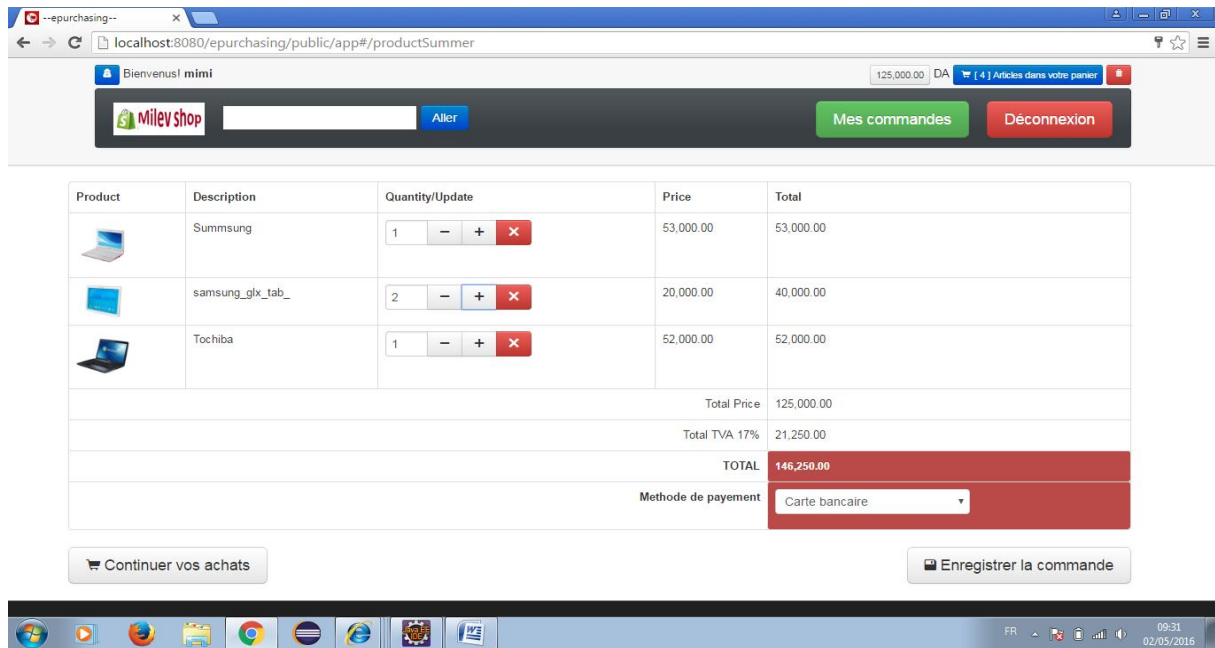 --epurchasing--
localhost:8080/epurchasing/public/app#/productSummer
Bienvenus! mimi
125,000.00 DA [ 4 ] Articles dans votre panier
Milev shop
Aller
Mes commandes
Déconnexion
Product Description Quantity/Update Price Total
Summsung 1 − + × 53,000.00 53,000.00
samsung_glx_tab_ 2 − + × 20,000.00 40,000.00
Tochiba 1 − + × 52,000.00 52,000.00
Total Price 125,000.00
Total TVA 17% 21,250.00
TOTAL 146,250.00
Methode de payement Carte bancaire
Continuer vos achats
Enregistrer la commande
Java EE
IDE
FR
09:31
02/05/2016